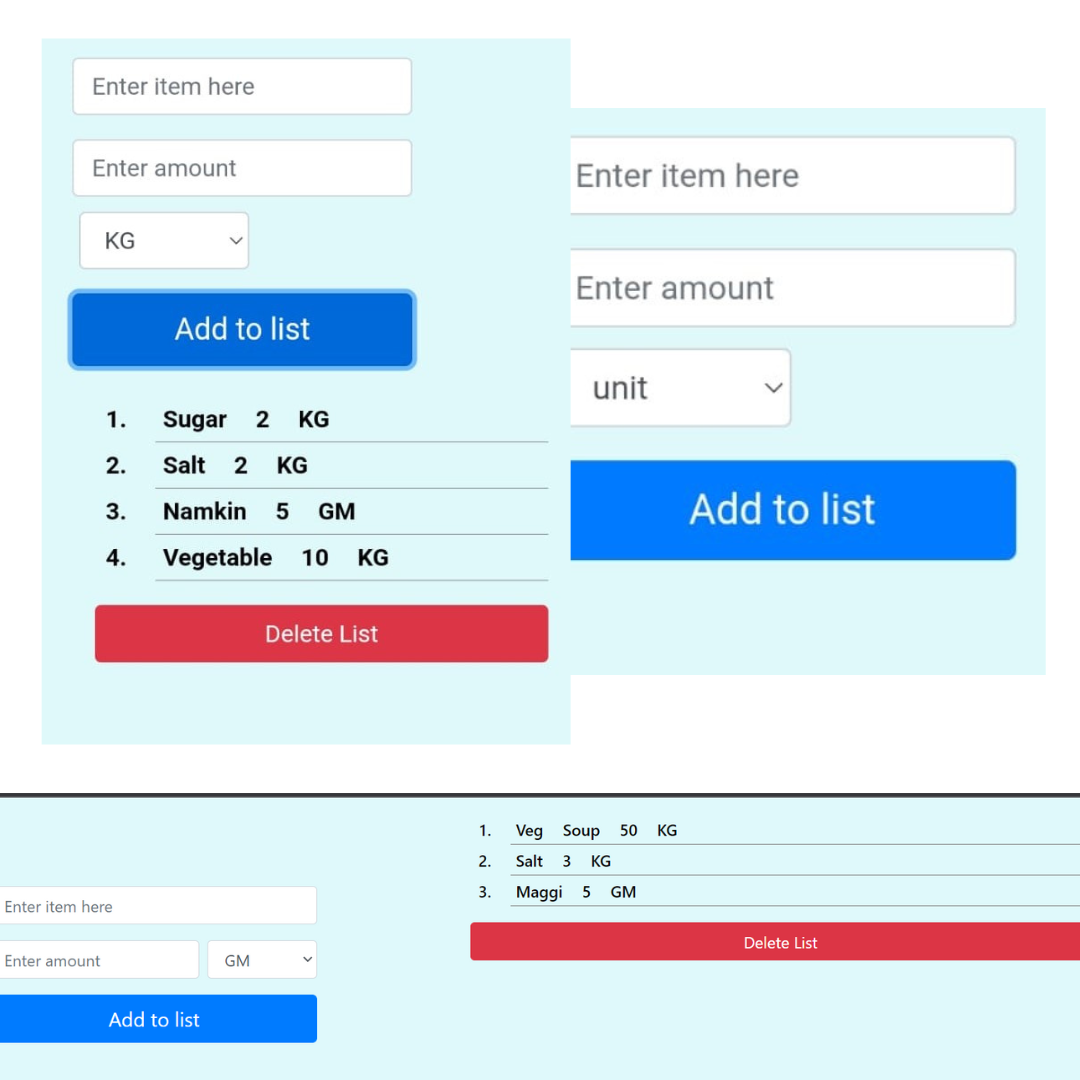 Enter item here
Enter amount
KG
Add to list
1. Sugar 2 KG
2. Salt 2 KG
3. Namkin 5 GM
4. Vegetable 10 KG
Delete List
Enter item here
Enter amount
unit
Add to list
Enter item here
Enter amount GM
Add to list
1. Veg Soup 50 KG
2. Salt 3 KG
3. Maggi 5 GM
Delete List